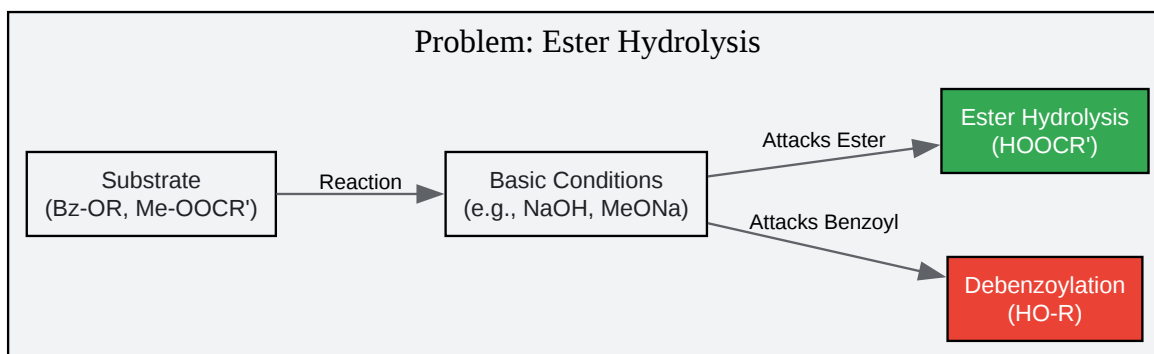 Problem: Ester Hydrolysis
Substrate
(Bz-OR, Me-OOCR')
Reaction
Basic Conditions
(e.g., NaOH, MeONa)
Attacks Ester
Ester Hydrolysis
(HOOCR')
Attacks Benzoyl
Debenzoylation
(HO-R)